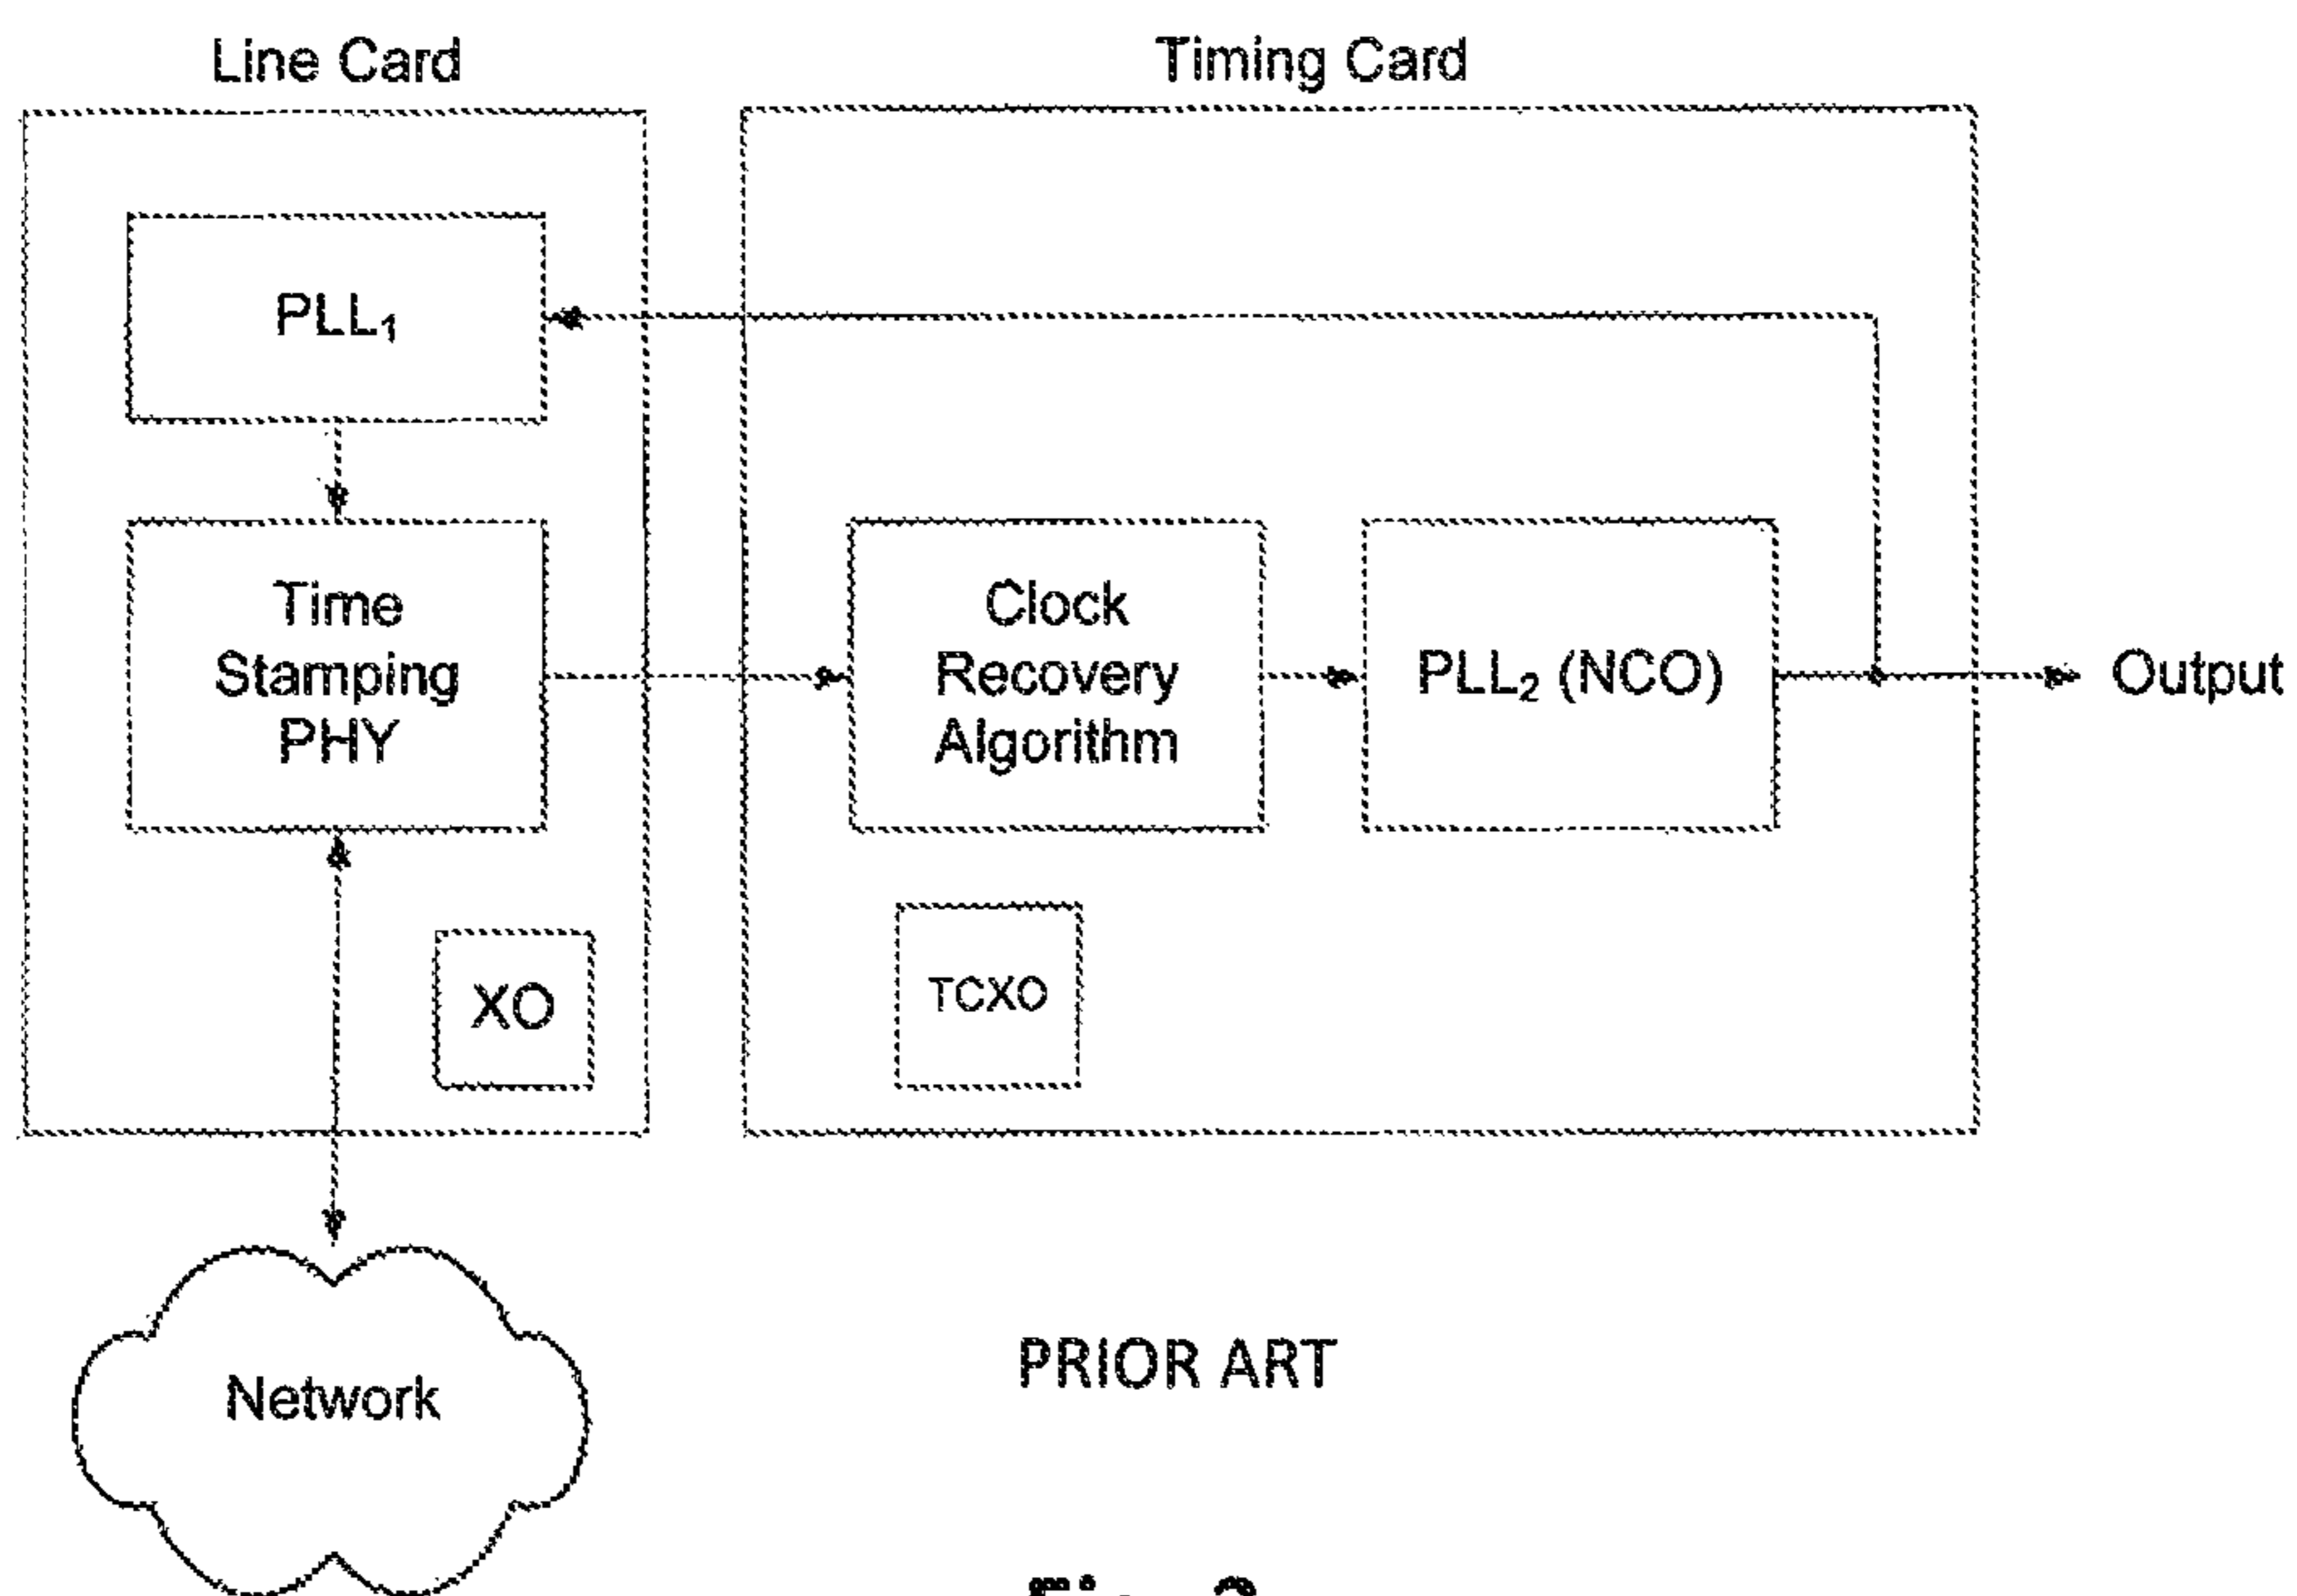 Line Card
Timing Card
PLL₁
Time
Stamping
PHY
Clock
Recovery
Algorithm
PLL₂ (NCO)
Output
XO
TCXO
Network
PRIOR ART